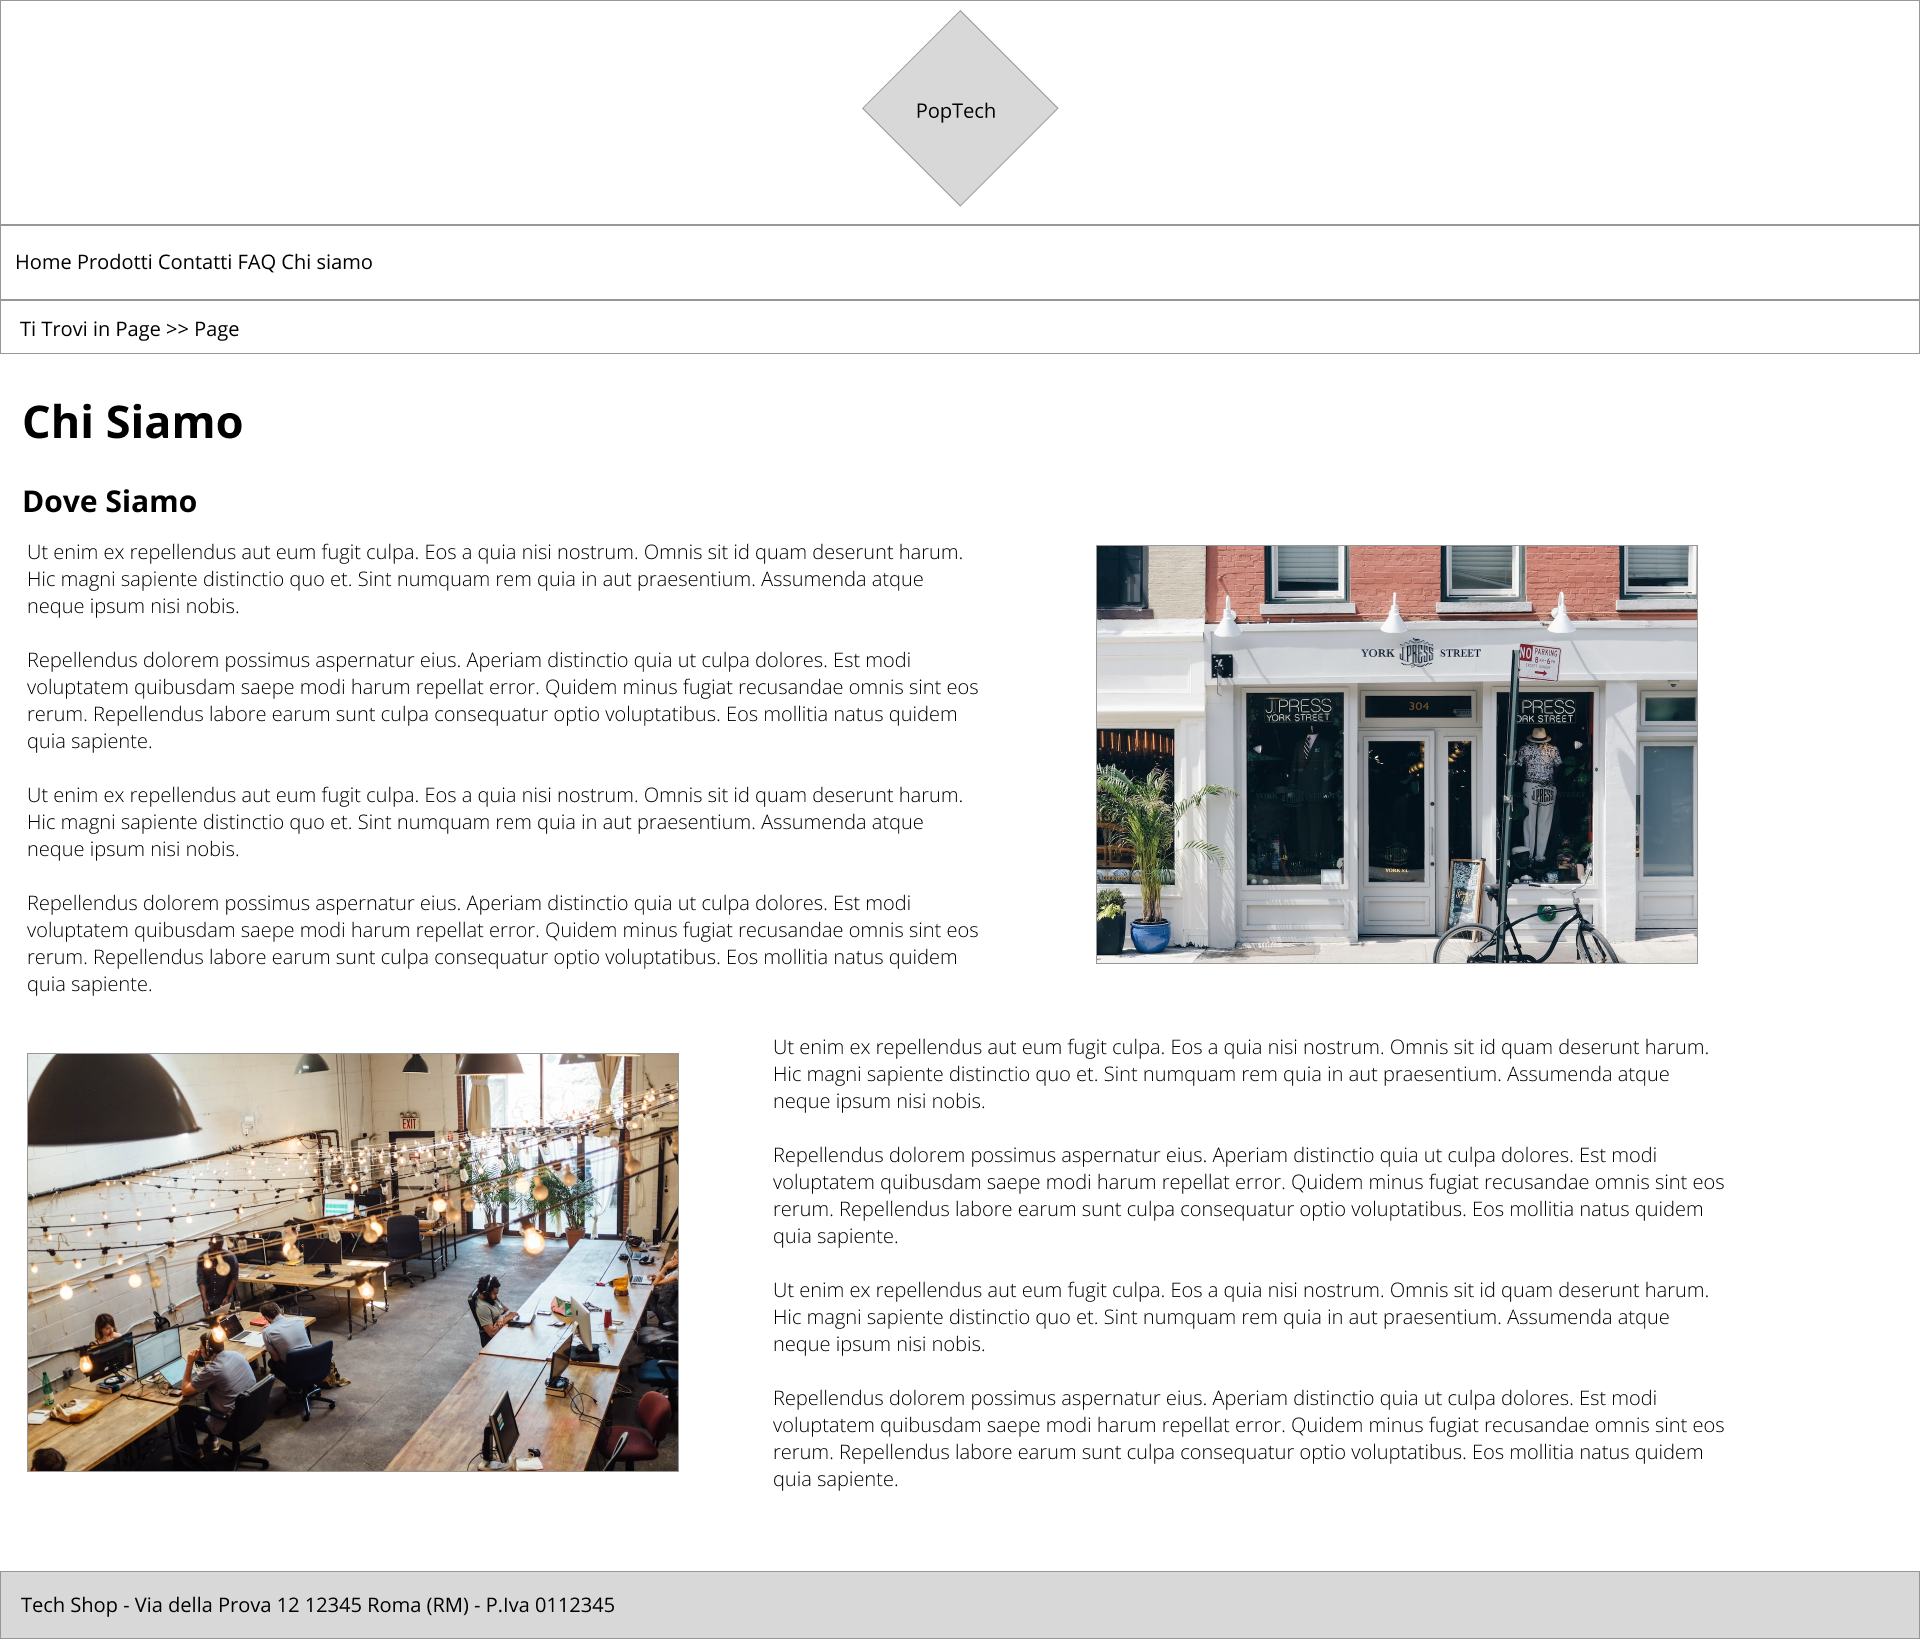 PopTech
Home Prodotti Contatti FAQ Chi siamo
Ti Trovi in Page >> Page
Chi Siamo
Dove Siamo
Ut enim ex repellendus aut eum fugit culpa. Eos a quia nisi nostrum. Omnis sit id quam deserunt harum.
Hic magni sapiente distinctio quo et. Sint numquam rem quia in aut praesentium. Assumenda atque
neque ipsum nisi nobis.
Repellendus dolorem possimus aspernatur eius. Aperiam distinctio quia ut culpa dolores. Est modi
voluptatem quibusdam saepe modi harum repellat error. Quidem minus fugiat recusandae omnis sint eos
rerum. Repellendus labore earum sunt culpa consequatur optio voluptatibus. Eos mollitia natus quidem
quia sapiente.
Ut enim ex repellendus aut eum fugit culpa. Eos a quia nisi nostrum. Omnis sit id quam deserunt harum.
Hic magni sapiente distinctio quo et. Sint numquam rem quia in aut praesentium. Assumenda atque
neque ipsum nisi nobis.
Repellendus dolorem possimus aspernatur eius. Aperiam distinctio quia ut culpa dolores. Est modi
voluptatem quibusdam saepe modi harum repellat error. Quidem minus fugiat recusandae omnis sint eos
rerum. Repellendus labore earum sunt culpa consequatur optio voluptatibus. Eos mollitia natus quidem
quia sapiente.
YORK J.PRESS STREET
NO PARKING
J.PRESS
YORK STREET
304
PRESS
ORK STREET
J.PRESS
YORK ST.
EXIT
Ut enim ex repellendus aut eum fugit culpa. Eos a quia nisi nostrum. Omnis sit id quam deserunt harum.
Hic magni sapiente distinctio quo et. Sint numquam rem quia in aut praesentium. Assumenda atque
neque ipsum nisi nobis.
Repellendus dolorem possimus aspernatur eius. Aperiam distinctio quia ut culpa dolores. Est modi
voluptatem quibusdam saepe modi harum repellat error. Quidem minus fugiat recusandae omnis sint eos
rerum. Repellendus labore earum sunt culpa consequatur optio voluptatibus. Eos mollitia natus quidem
quia sapiente.
Ut enim ex repellendus aut eum fugit culpa. Eos a quia nisi nostrum. Omnis sit id quam deserunt harum.
Hic magni sapiente distinctio quo et. Sint numquam rem quia in aut praesentium. Assumenda atque
neque ipsum nisi nobis.
Repellendus dolorem possimus aspernatur eius. Aperiam distinctio quia ut culpa dolores. Est modi
voluptatem quibusdam saepe modi harum repellat error. Quidem minus fugiat recusandae omnis sint eos
rerum. Repellendus labore earum sunt culpa consequatur optio voluptatibus. Eos mollitia natus quidem
quia sapiente.
Tech Shop - Via della Prova 12 12345 Roma (RM) - P.Iva 0112345